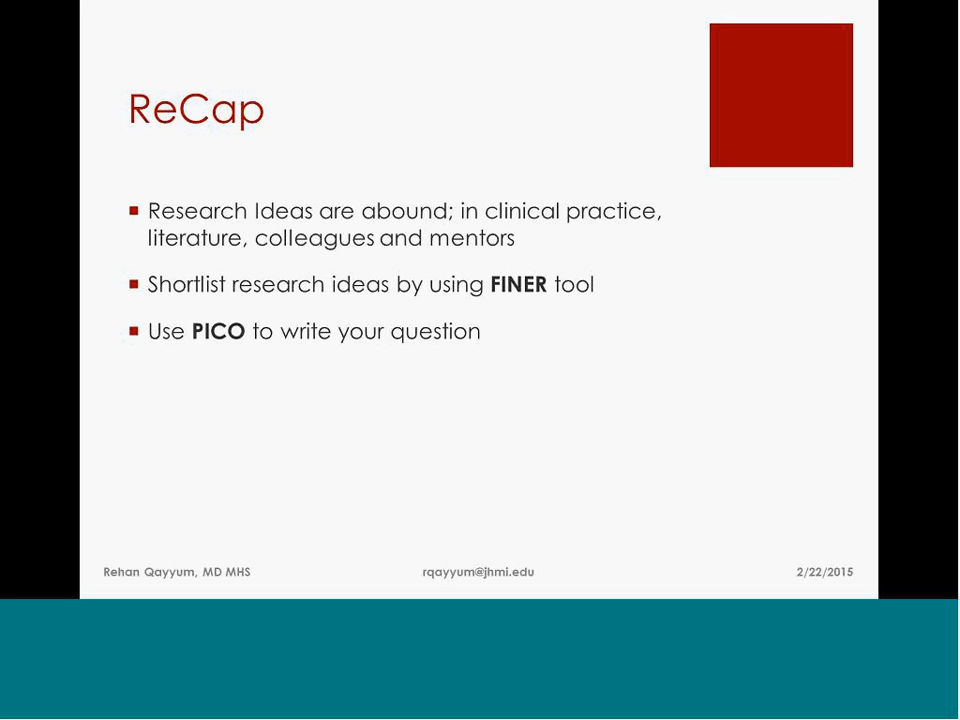 ReCap
Research Ideas are abound; in clinical practice,
literature, colleagues and mentors
Shortlist research ideas by using FINER tool
Use PICO to write your question
Rehan Qayyum, MD MHS rqayyum@jhmi.edu 2/22/2015